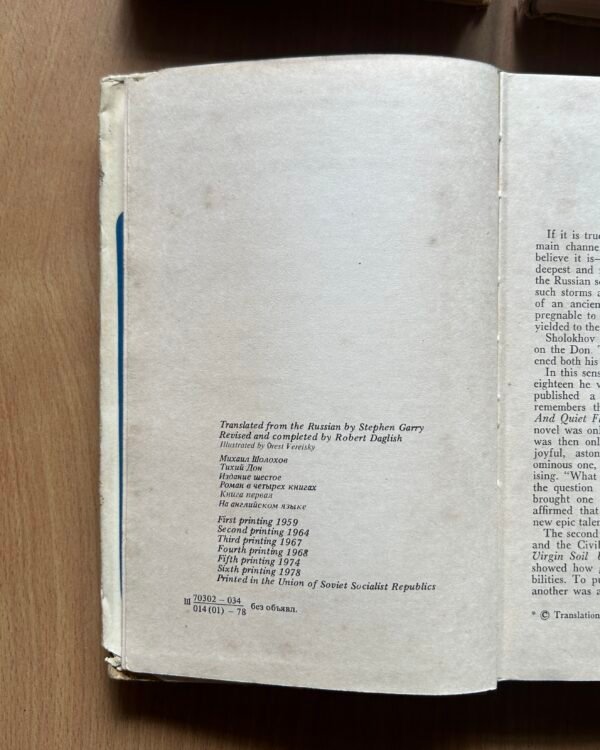 Translated from the Russian by Stephen Garry
Revised and completed by Robert Daglish
Illustrated by Orest Vereisky
Михаил Шолохов
Тихий Дон
Издание шестое
Роман в четырех книгах
Книга первая
На английском языке
First printing 1959
Second printing 1964
Third printing 1967
Fourth printing 1968
Fifth printing 1974
Sixth printing 1978
Printed in the Union of Soviet Socialist Republics
Ш 70302 – 034
014 (01) – 78 без объявл.
If it is true
main channe
believe it is—
deepest and
the Russian s
such storms a
of an ancien
pregnable to
yielded to the
Sholokhov
on the Don
ened both his
In this sens
eighteen he v
published a
remembers th
And Quiet F
novel was onl
was then onl
joyful, aston
ominous one,
ising. “What
the question
brought one
affirmed that
new epic talen
The second
and the Civil
Virgin Soil
showed how
bilities. To pu
another was a
* © Translation